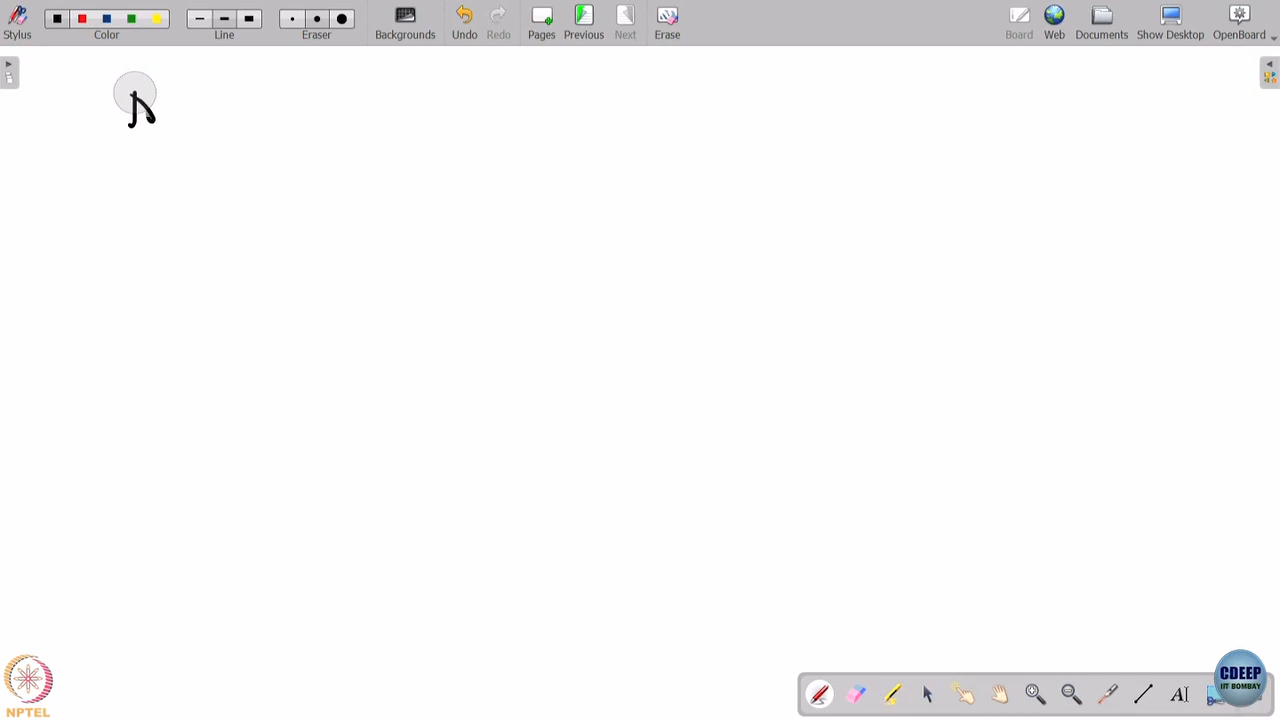 Stylus
Color
Line
Eraser
Backgrounds
Undo
Redo
Pages
Previous
Next
Erase
Board
Web
Documents
Show Desktop
OpenBoard
NPTEL
CDEEP
IIT BOMBAY